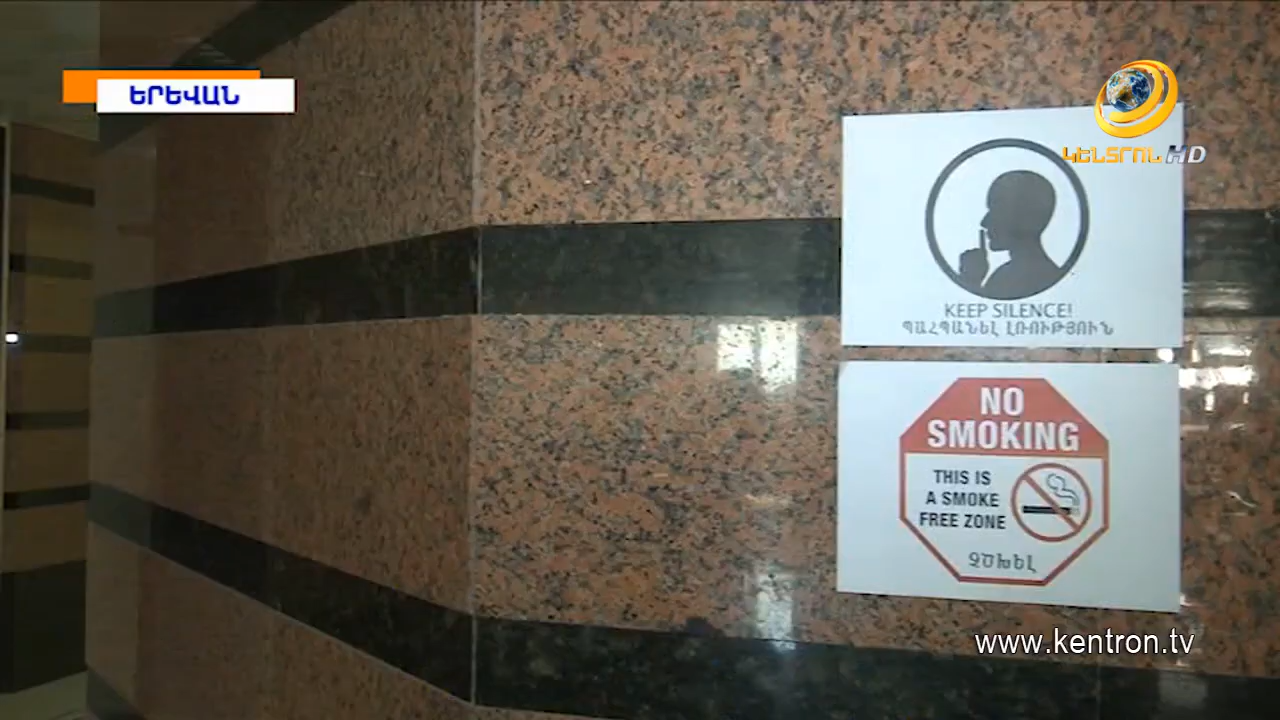 ԵՐԵՎԱՆ
ԿԵՆՏՐՈՆ HD
KEEP SILENCE!
ՊԱՀՊԱՆԵԼ ԼՌՈՒԹՅՈՒՆ
NO
SMOKING
THIS IS
A SMOKE
FREE ZONE
ՉԾԽԵԼ
www.kentron.tv